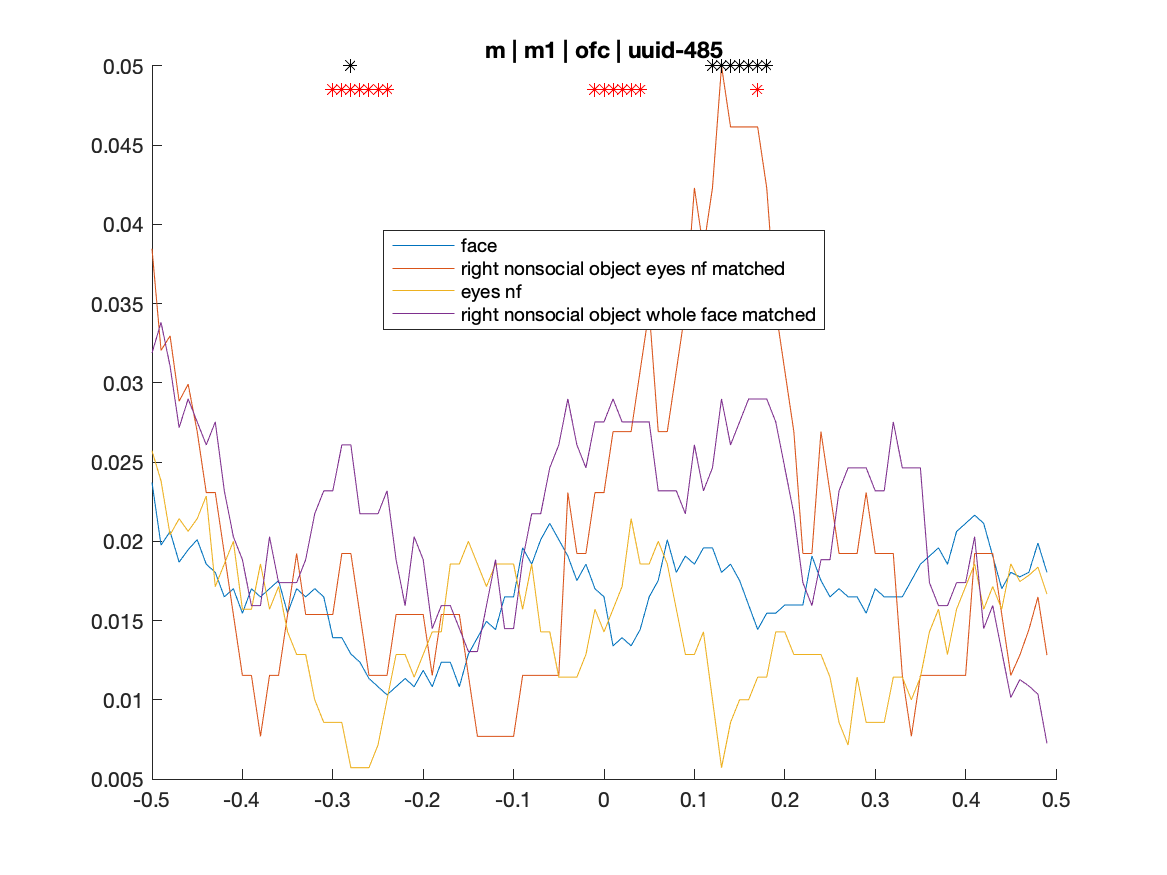 m | m1 | ofc | uuid-485
0.05
0.045
0.04
0.035
0.03
0.025
0.02
0.015
0.01
0.005
face
right nonsocial object eyes nf matched
eyes nf
right nonsocial object whole face matched
-0.5 -0.4 -0.3 -0.2 -0.1 0 0.1 0.2 0.3 0.4 0.5